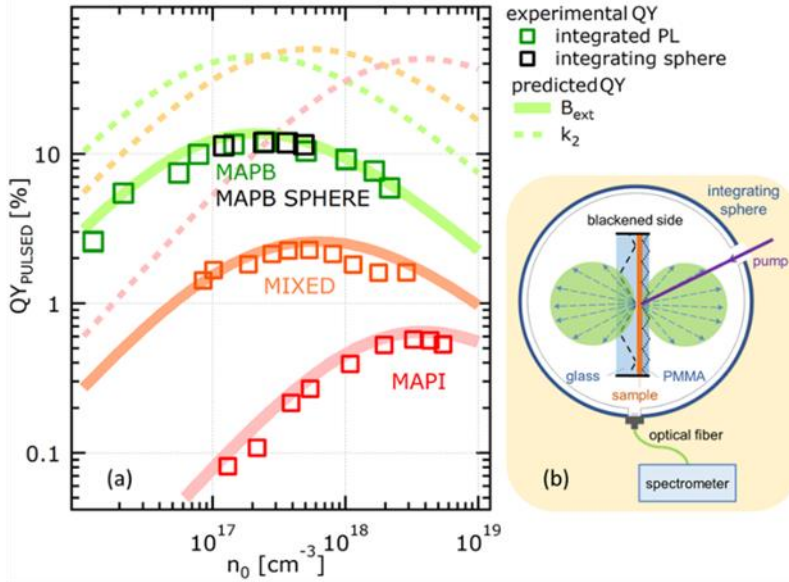 QY_PULSED [%]
10
1
0.1
MAPB
MAPB SPHERE
MIXED
MAPI
(a)
10^17
10^18
10^19
n_0 [cm^-3]
experimental QY
integrated PL
integrating sphere
predicted QY
B_ext
k_2
integrating
sphere
blackened side
pump
glass
PMMA
sample
optical fiber
(b)
spectrometer